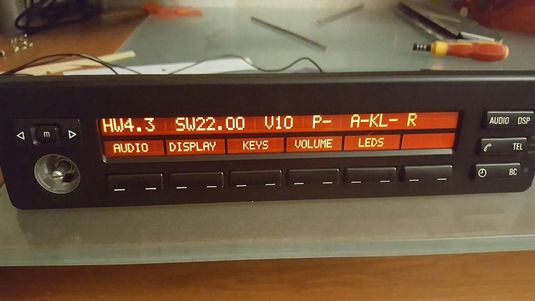 HW4.3 SW22.00 V10 P- A-KL- R
AUDIO DISPLAY KEYS VOLUME LEDS
m
AUDIO DSP
TEL
BC